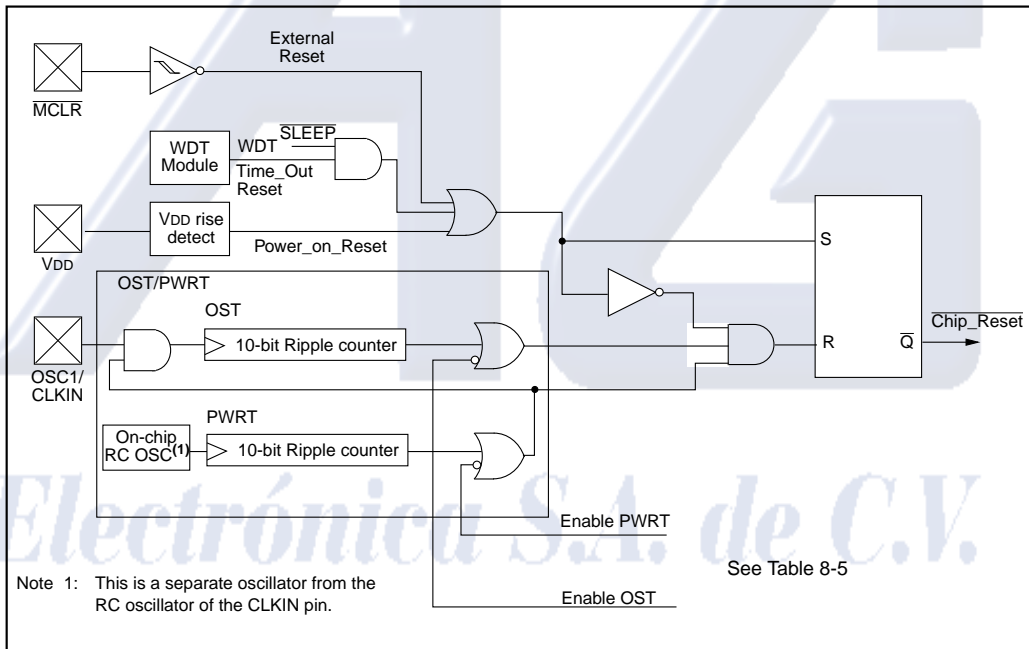 External
Reset
MCLR
SLEEP
WDT
Module
WDT
Time_Out
Reset
VDD rise
detect
VDD
Power_on_Reset
S
OST/PWRT
OST
10-bit Ripple counter
OSC1/
CLKIN
R
Q
Chip_Reset
PWRT
On-chip
RC OSC(1)
10-bit Ripple counter
Enable PWRT
See Table 8-5
Enable OST
Note 1: This is a separate oscillator from the
RC oscillator of the CLKIN pin.
AG
Electrónica S.A. de C.V.